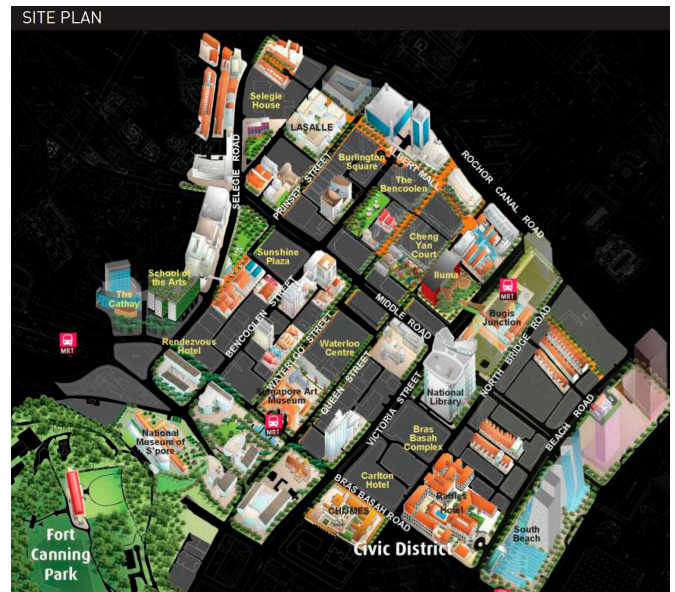 SITE PLAN
Selegie
House
LASALLE
SELEGIE ROAD
PRINSEP STREET
Burlington
Square
ALBERT MALL
ROCHOR CANAL ROAD
The
Bencoolen
Cheng
Yan
Court
Iluma
Sunshine
Plaza
School of
the Arts
The
Cathay
MRT
MRT
Bugis
Junction
MIDDLE ROAD
BENCOOLEN STREET
Rendezvous
Hotel
WATERLOO STREET
Waterloo
Centre
QUEEN STREET
NORTH BRIDGE ROAD
Singapore Art
Museum
MRT
VICTORIA STREET
National
Library
BEACH ROAD
National
Museum of
S'pore
Bras
Basah
Complex
Carlton
Hotel
BRAS BASAH ROAD
CHIJMES
Raffles
Hotel
South
Beach
Civic District
Fort
Canning
Park